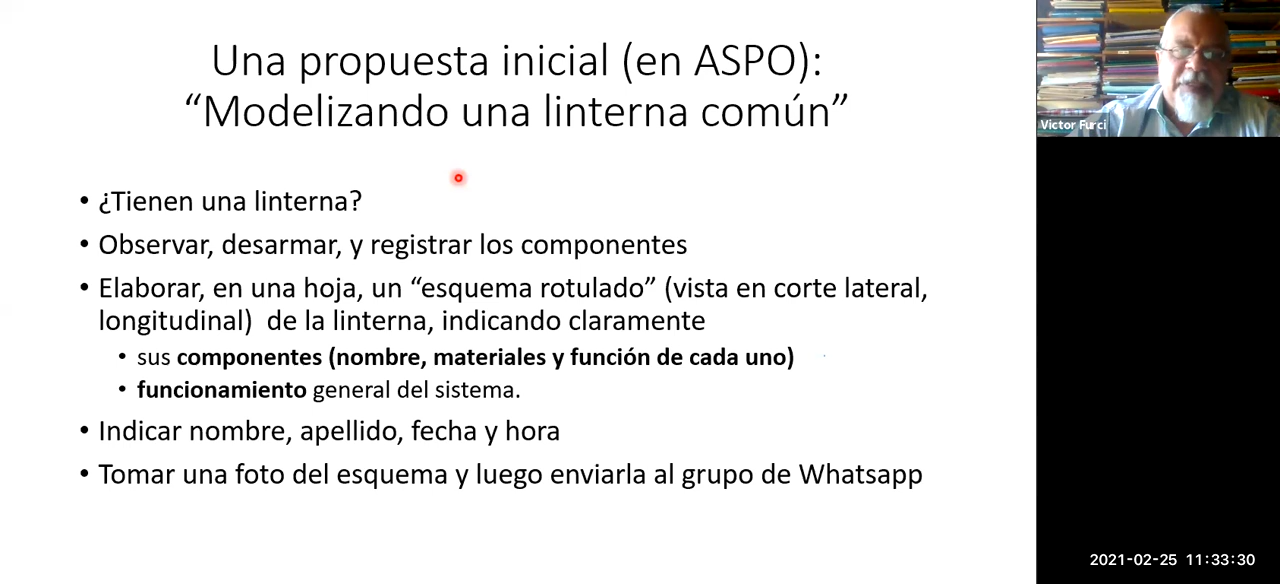 Una propuesta inicial (en ASPO):
“Modelizando una linterna común”
• ¿Tienen una linterna?
• Observar, desarmar, y registrar los componentes
• Elaborar, en una hoja, un “esquema rotulado” (vista en corte lateral,
longitudinal) de la linterna, indicando claramente
• sus componentes (nombre, materiales y función de cada uno)
• funcionamiento general del sistema.
• Indicar nombre, apellido, fecha y hora
• Tomar una foto del esquema y luego enviarla al grupo de Whatsapp
Victor Furci
2021-02-25 11:33:30